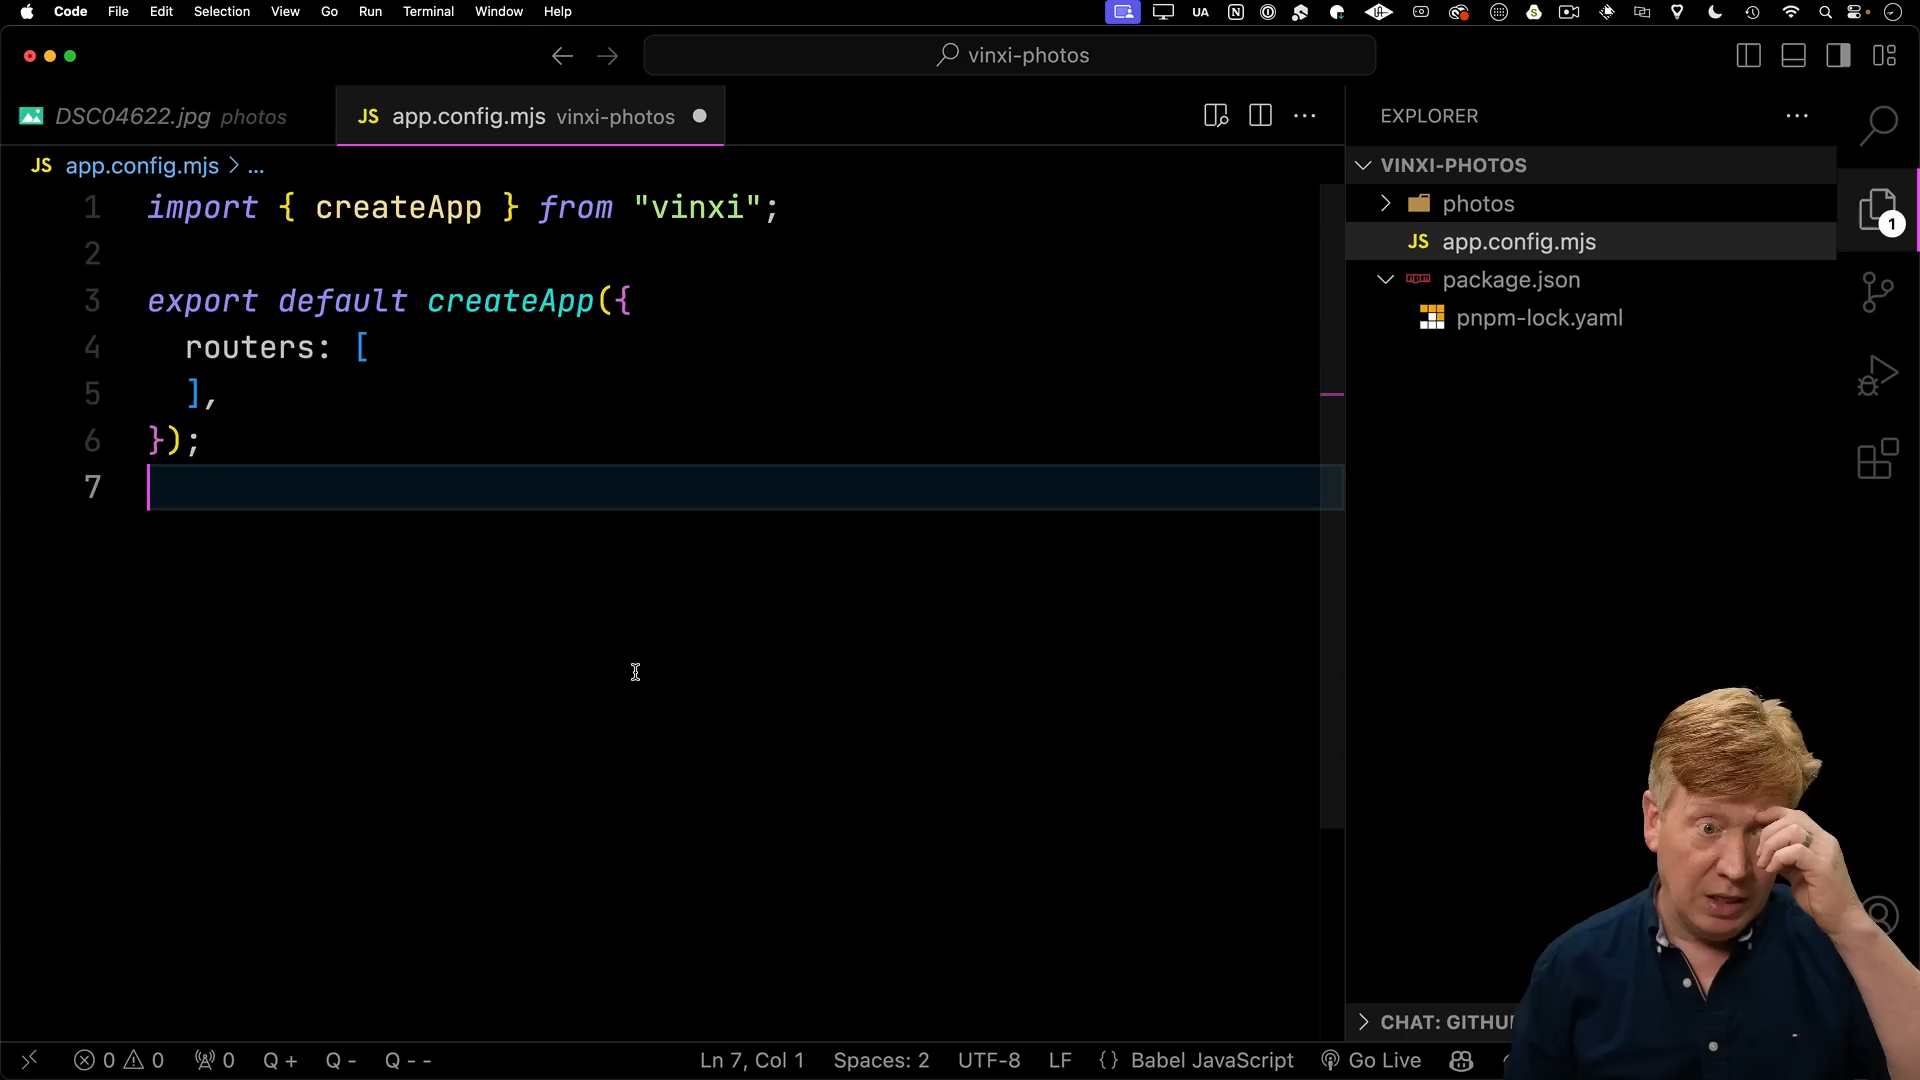 Code File Edit Selection View Go Run Terminal Window Help
UA
vinxi-photos
DSC04622.jpg photos
JS app.config.mjs vinxi-photos
JS app.config.mjs > ...
1 import { createApp } from "vinxi";
2
3 export default createApp({
4 routers: [
5 ],
6 });
7
EXPLORER
VINXI-PHOTOS
photos
JS app.config.mjs
npm package.json
pnpm-lock.yaml
1
CHAT: GITHU
0 0 0 Q + Q - Q - - Ln 7, Col 1 Spaces: 2 UTF-8 LF {} Babel JavaScript Go Live